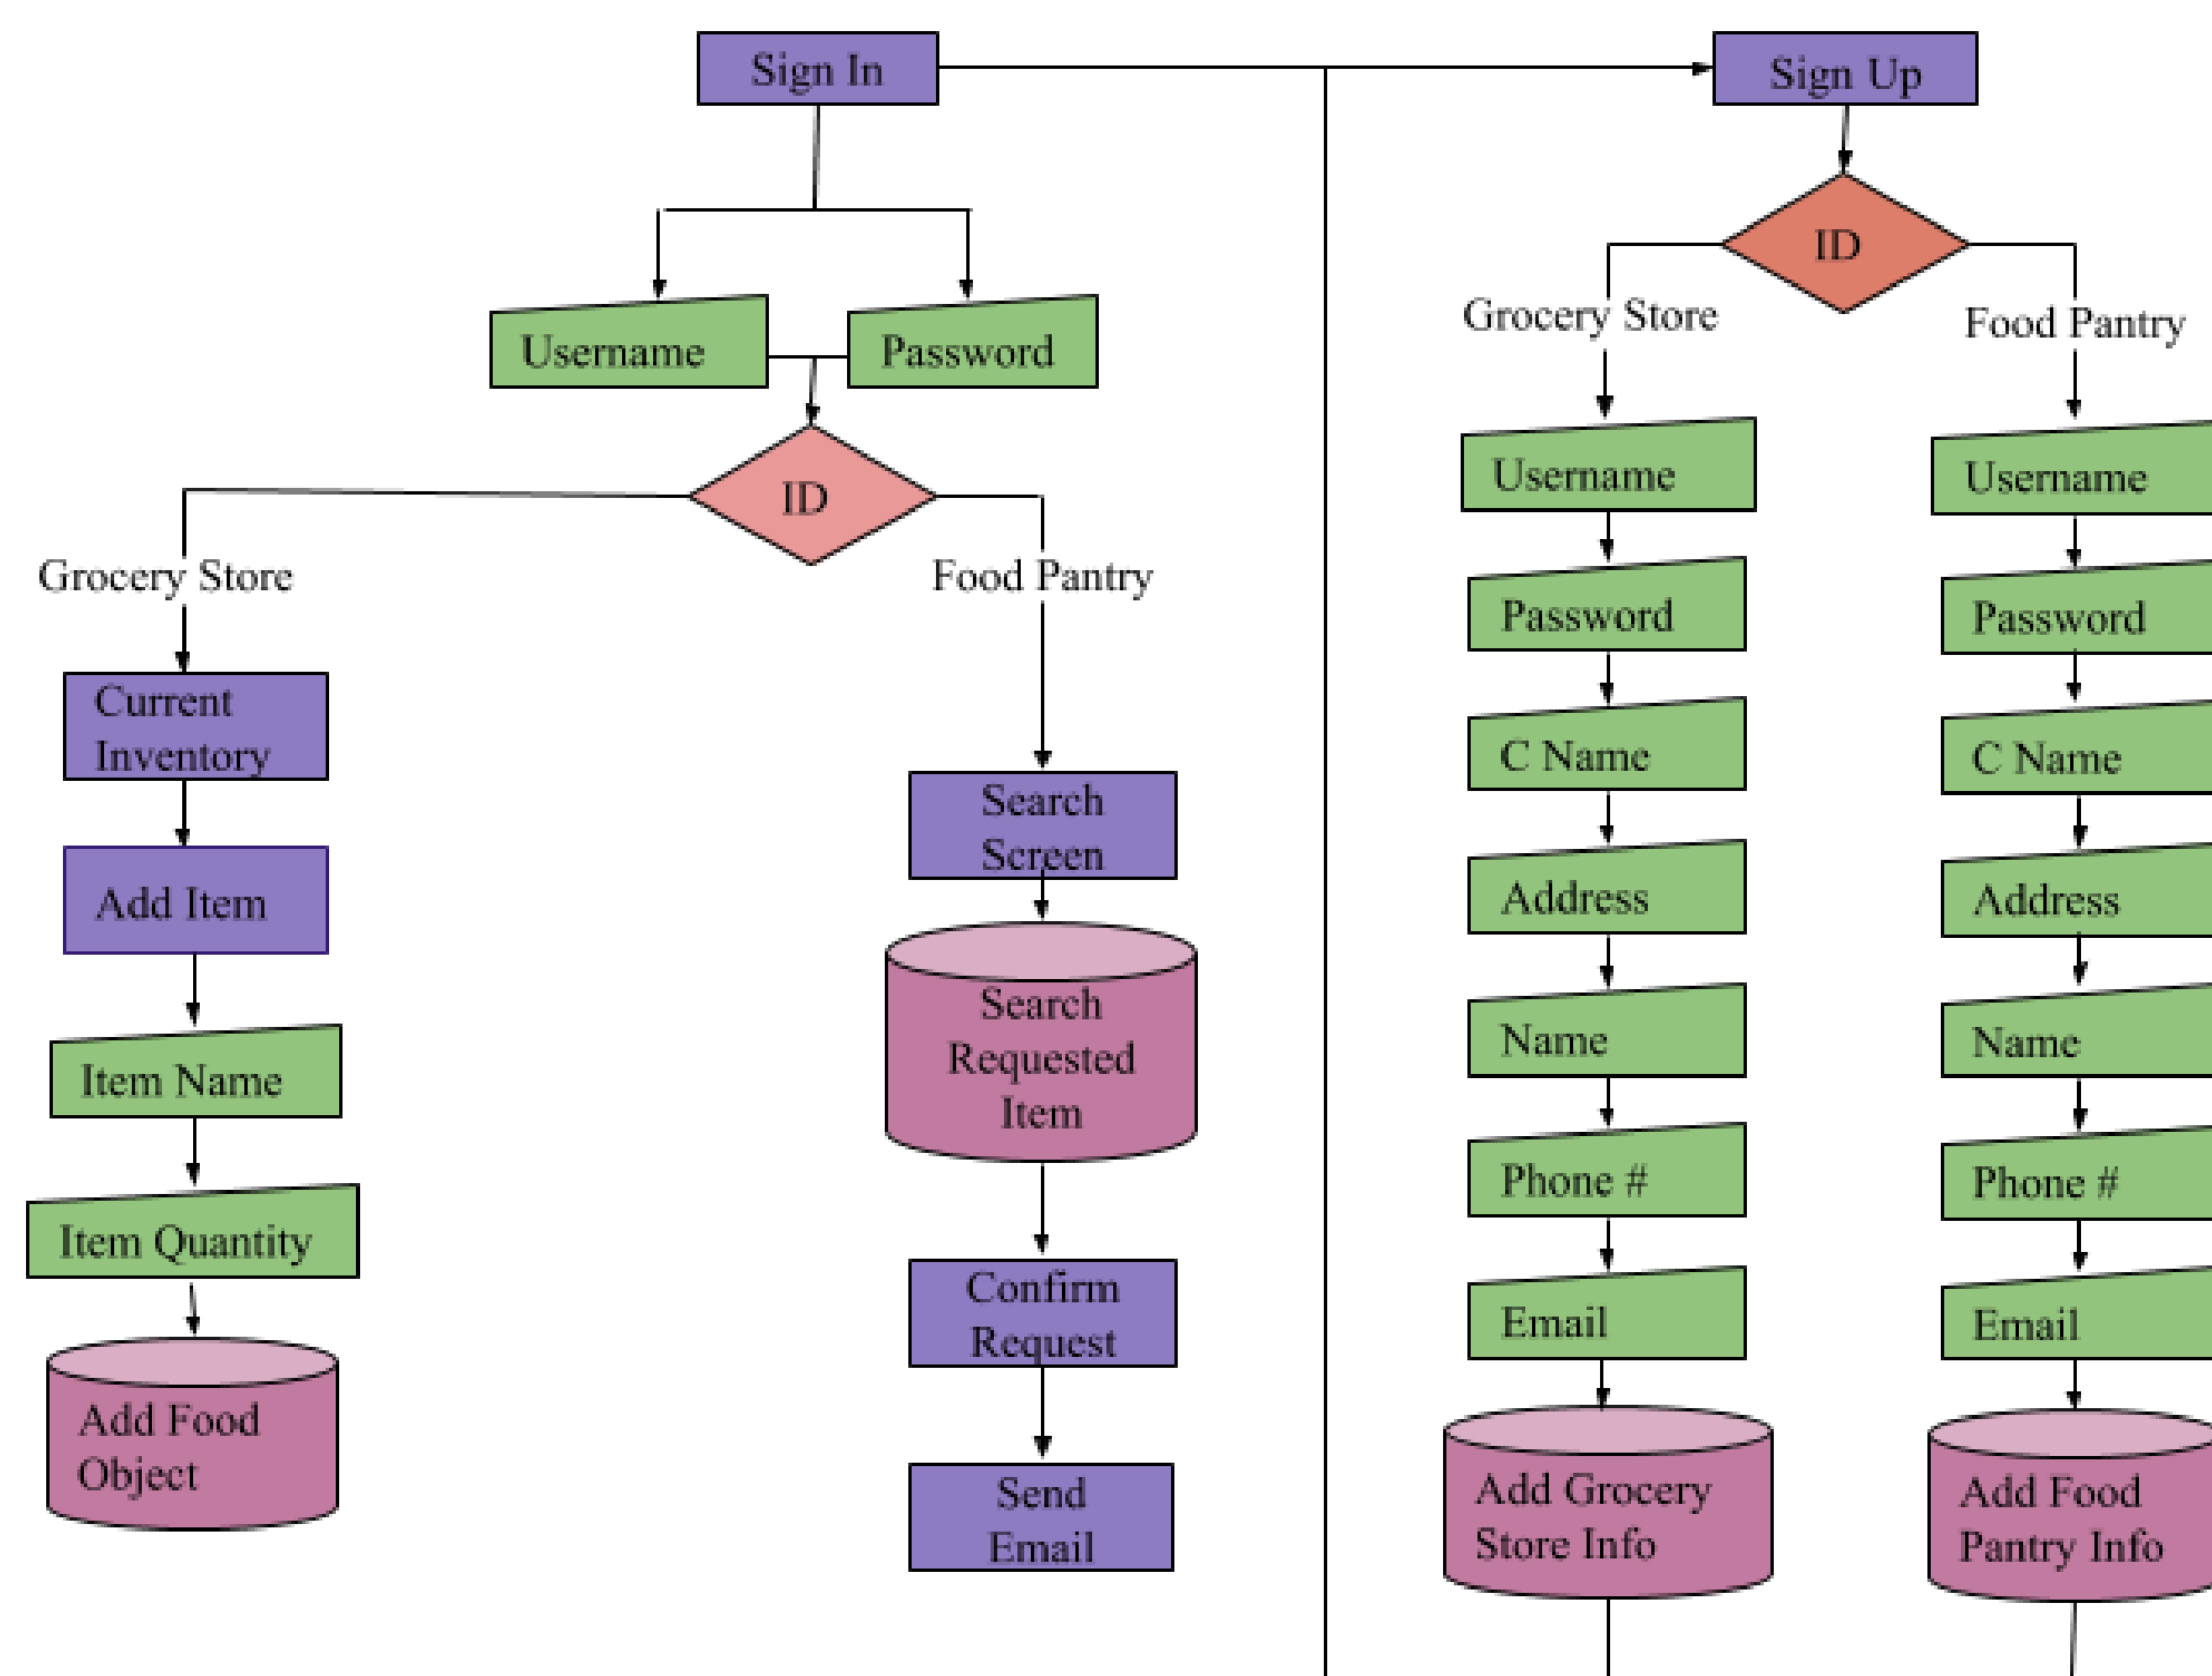 Sign In
Sign Up
Username
Password
ID
Grocery Store
Food Pantry
Current
Inventory
Add Item
Item Name
Item Quantity
Add Food
Object
Search
Screen
Search
Requested
Item
Confirm
Request
Send
Email
ID
Grocery Store
Food Pantry
Username
Password
C Name
Address
Name
Phone #
Email
Add Grocery
Store Info
Username
Password
C Name
Address
Name
Phone #
Email
Add Food
Pantry Info